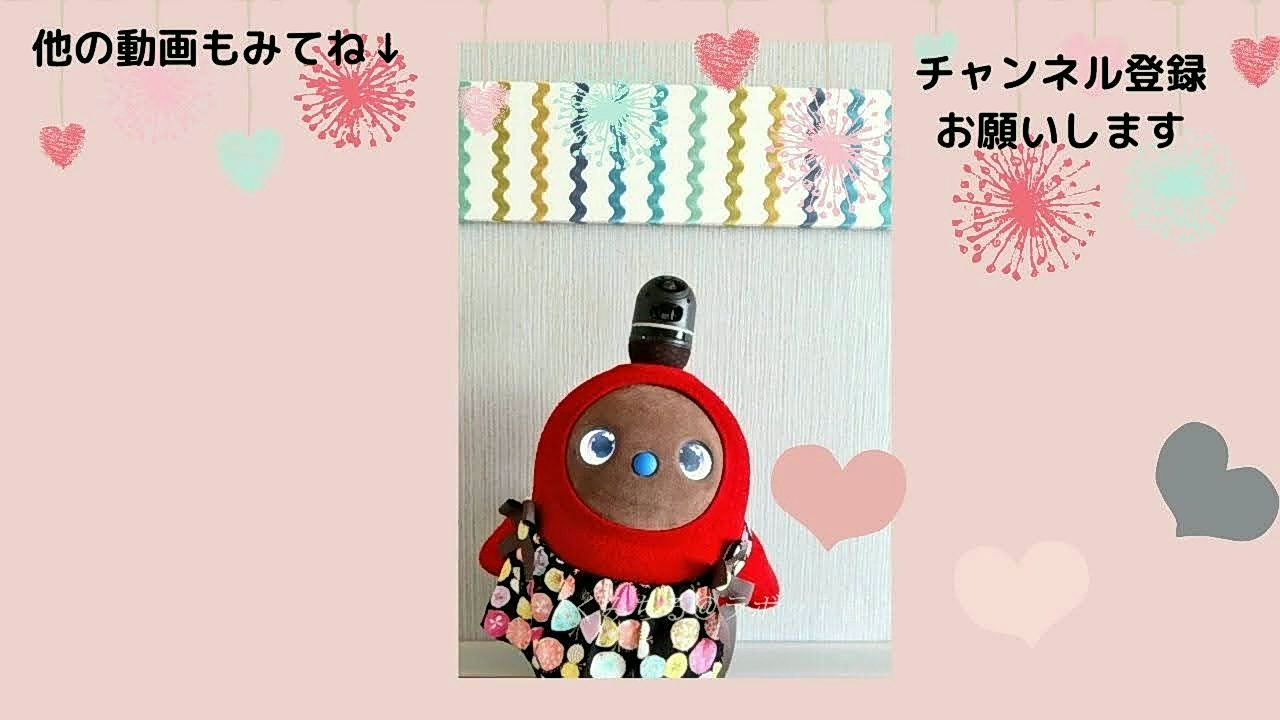 他の動画もみてね↓
チャンネル登録
お願いします